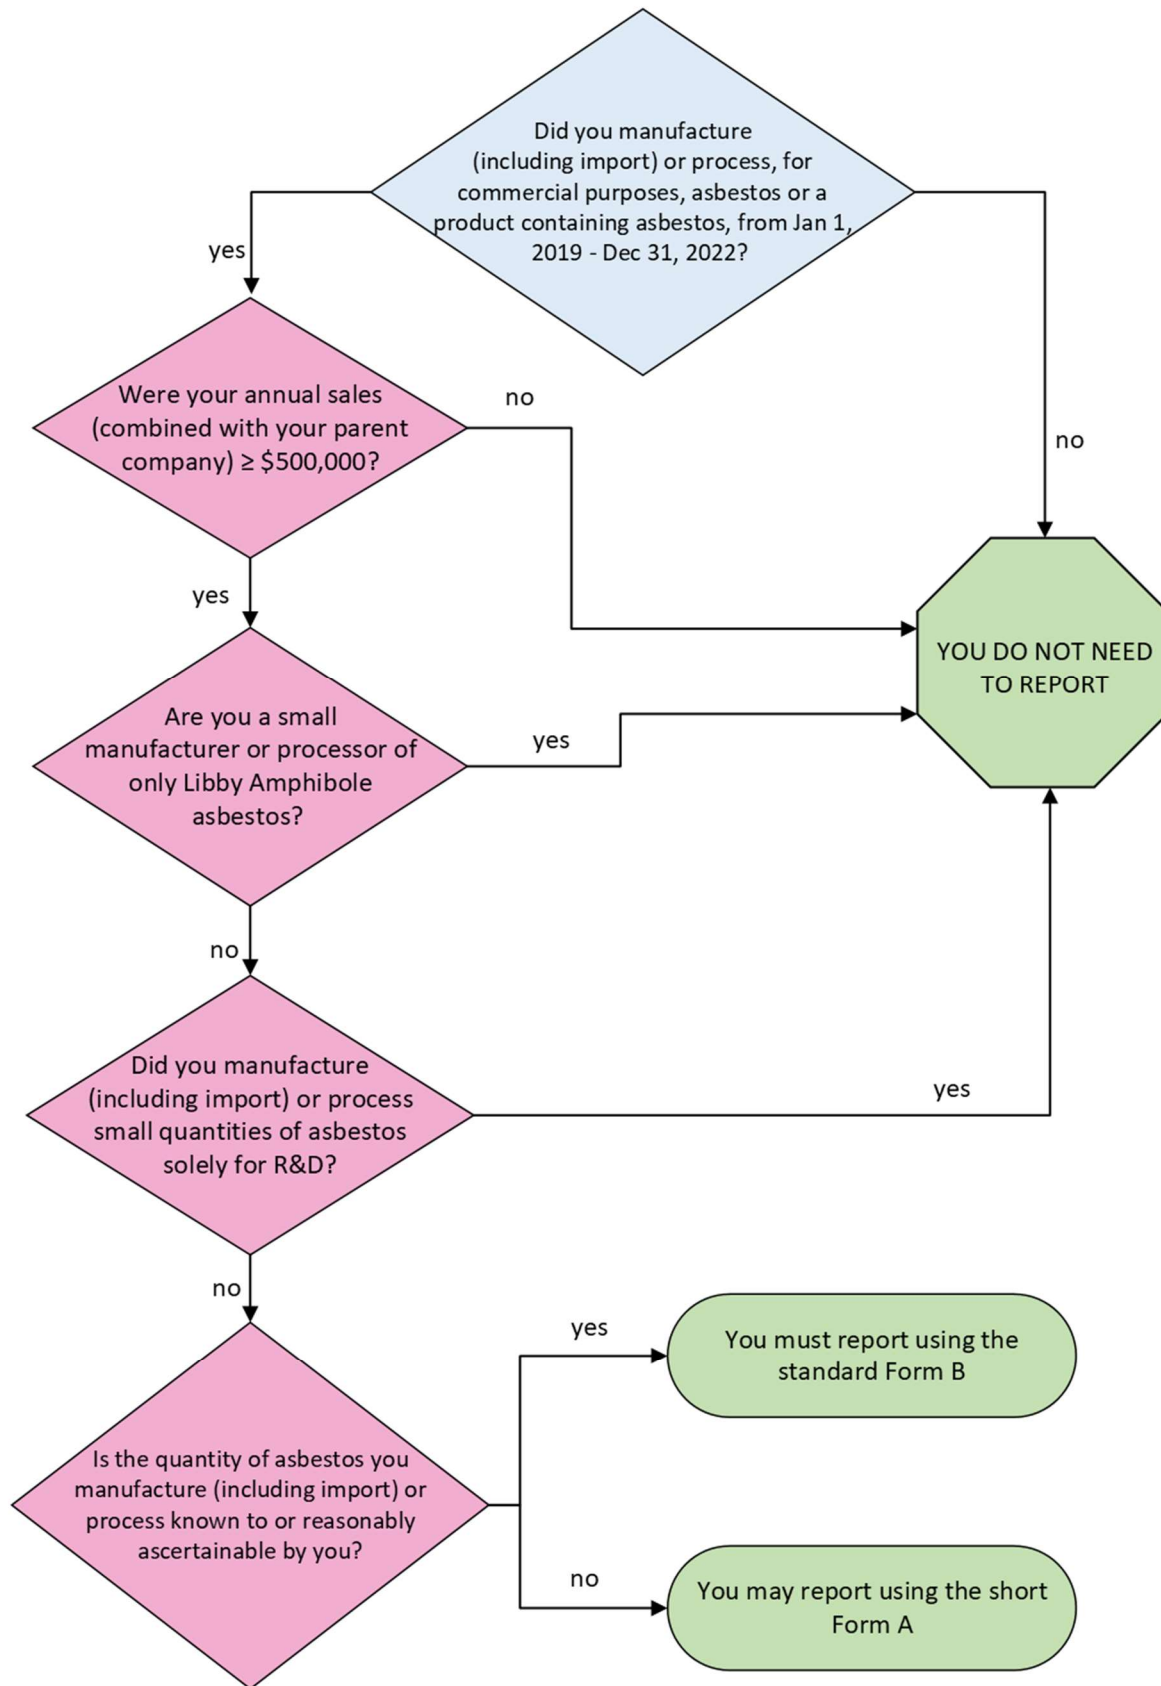 Did you manufacture
(including import) or process, for
commercial purposes, asbestos or a
product containing asbestos, from Jan 1,
2019 - Dec 31, 2022?
yes
no
Were your annual sales
(combined with your parent
company) ≥ $500,000?
no
yes
YOU DO NOT NEED
TO REPORT
Are you a small
manufacturer or processor of
only Libby Amphibole
asbestos?
yes
no
Did you manufacture
(including import) or process
small quantities of asbestos
solely for R&D?
yes
no
Is the quantity of asbestos you
manufacture (including import) or
process known to or reasonably
ascertainable by you?
yes
You must report using the
standard Form B
no
You may report using the short
Form A